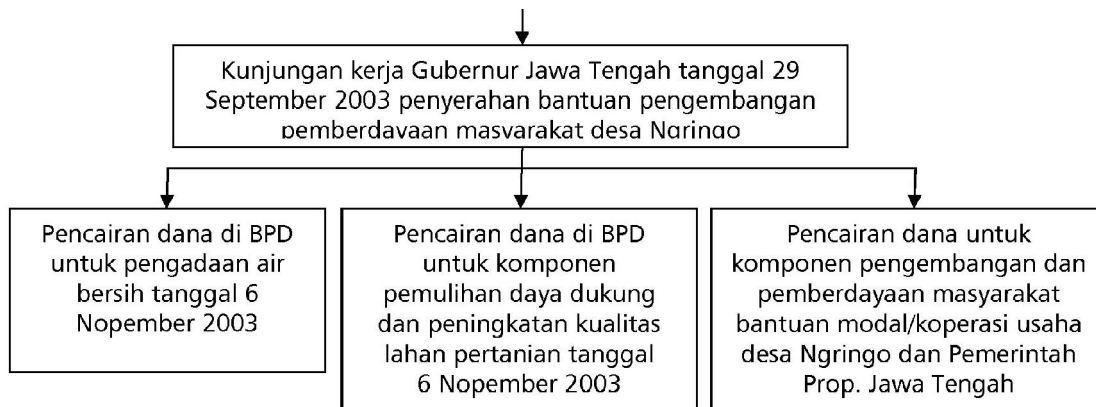 Kunjungan kerja Gubernur Jawa Tengah tanggal 29
September 2003 penyerahan bantuan pengembangan
pemberdayaan masyarakat desa Ngringo
Pencairan dana di BPD
untuk pengadaan air
bersih tanggal 6
Nopember 2003
Pencairan dana di BPD
untuk komponen
pemulihan daya dukung
dan peningkatan kualitas
lahan pertanian tanggal
6 Nopember 2003
Pencairan dana untuk
komponen pengembangan dan
pemberdayaan masyarakat
bantuan modal/koperasi usaha
desa Ngringo dan Pemerintah
Prop. Jawa Tengah